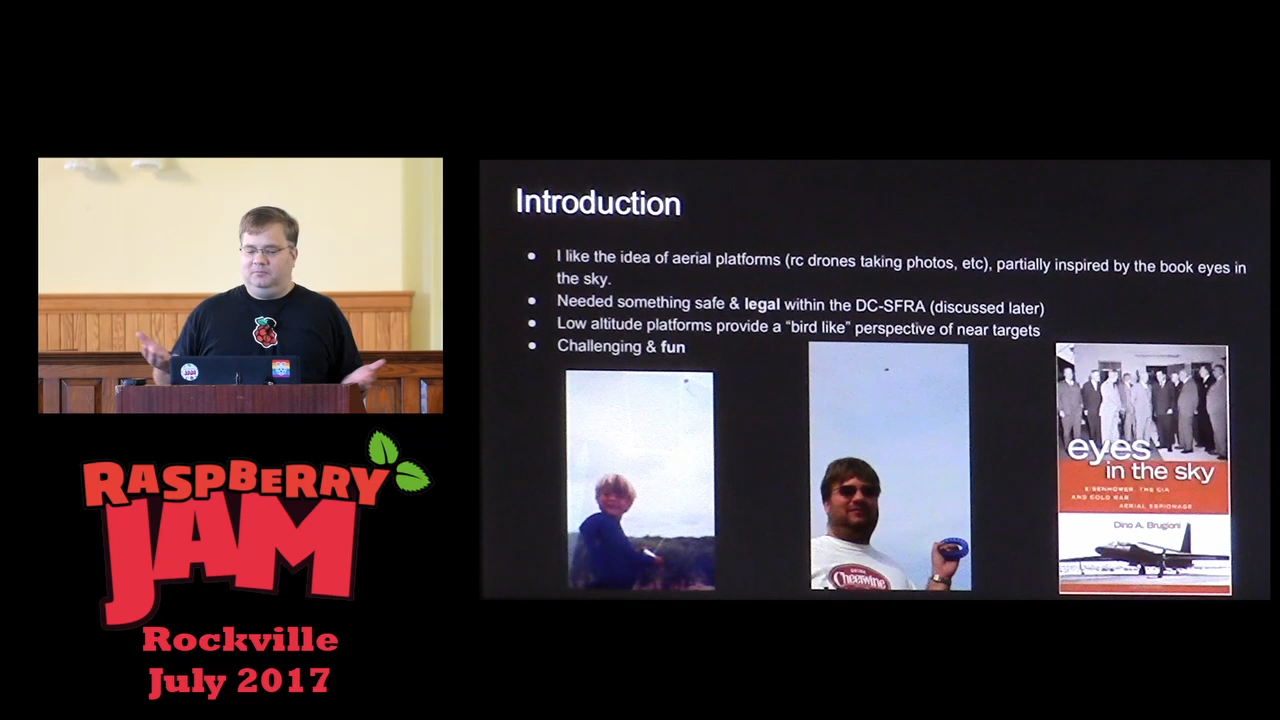 Introduction
● I like the idea of aerial platforms (rc drones taking photos, etc), partially inspired by the book eyes in
the sky.
● Needed something safe & legal within the DC-SFRA (discussed later)
● Low altitude platforms provide a “bird like” perspective of near targets
● Challenging & fun
Cheerwine
eyes
in the sky
EISENHOWER, THE CIA
AND COLD WAR
AERIAL ESPIONAGE
Dino A. Brugioni
RASPBERRY
JAM
Rockville
July 2017